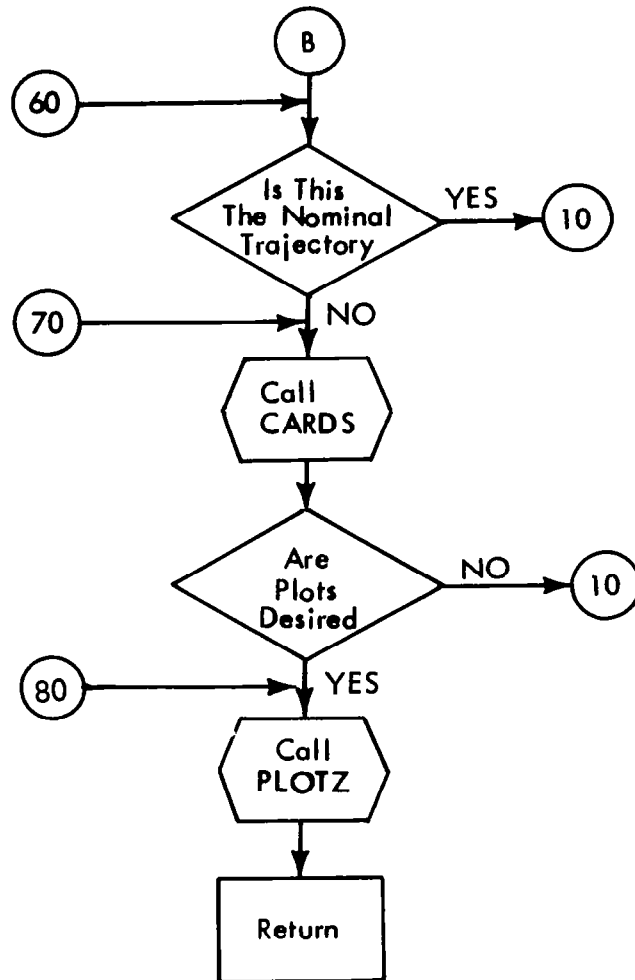 B
60
Is This
The Nominal
Trajectory
YES
10
70
NO
Call
CARDS
Are
Plots
Desired
NO
10
80
YES
Call
PLOTZ
Return